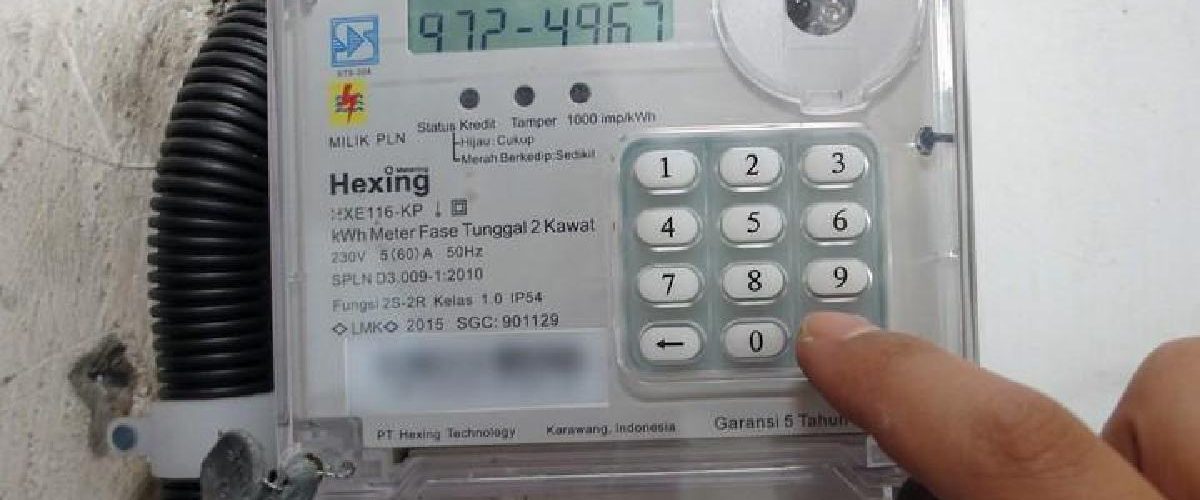 972-4967
STS-204
MILIK PLN
Status Kredit Tamper 1000 imp/kWh
Hijau: Cukup
Merah Berkedip: Sedikit
Hexing
HXE116-KP
kWh Meter Fase Tunggal 2 Kawat
230V 5(60)A 50Hz
SPLN D3.009-1:2010
Fungsi 2S-2R Kelas 1.0 IP54
LMK 2015 SGC: 901129
1 2 3
4 5 6
7 8 9
← 0
PT Hexing Technology Karawang, Indonesia Garansi 5 Tahun